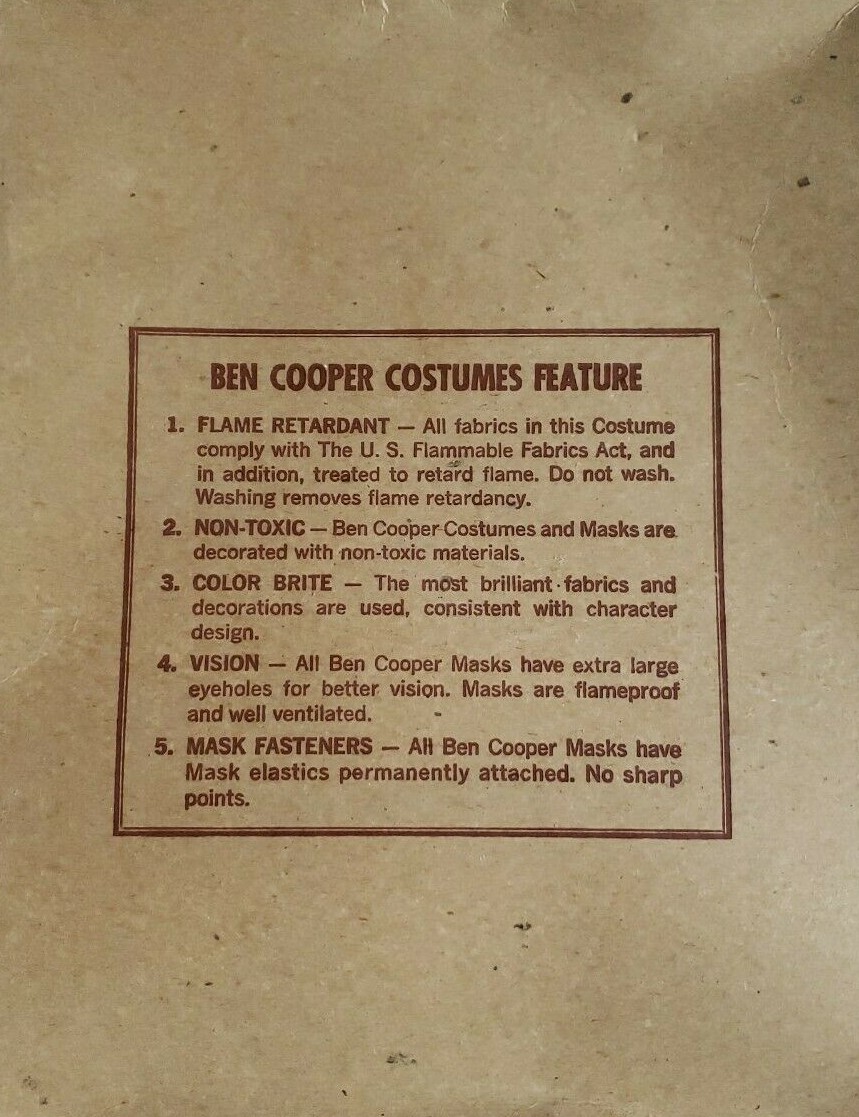 BEN COOPER COSTUMES FEATURE
1. FLAME RETARDANT — All fabrics in this Costume
comply with The U. S. Flammable Fabrics Act, and
in addition, treated to retard flame. Do not wash.
Washing removes flame retardancy.
2. NON-TOXIC — Ben Cooper Costumes and Masks are
decorated with non-toxic materials.
3. COLOR BRITE — The most brilliant fabrics and
decorations are used, consistent with character
design.
4. VISION — All Ben Cooper Masks have extra large
eyeholes for better vision. Masks are flameproof
and well ventilated.
5. MASK FASTENERS — All Ben Cooper Masks have
Mask elastics permanently attached. No sharp
points.